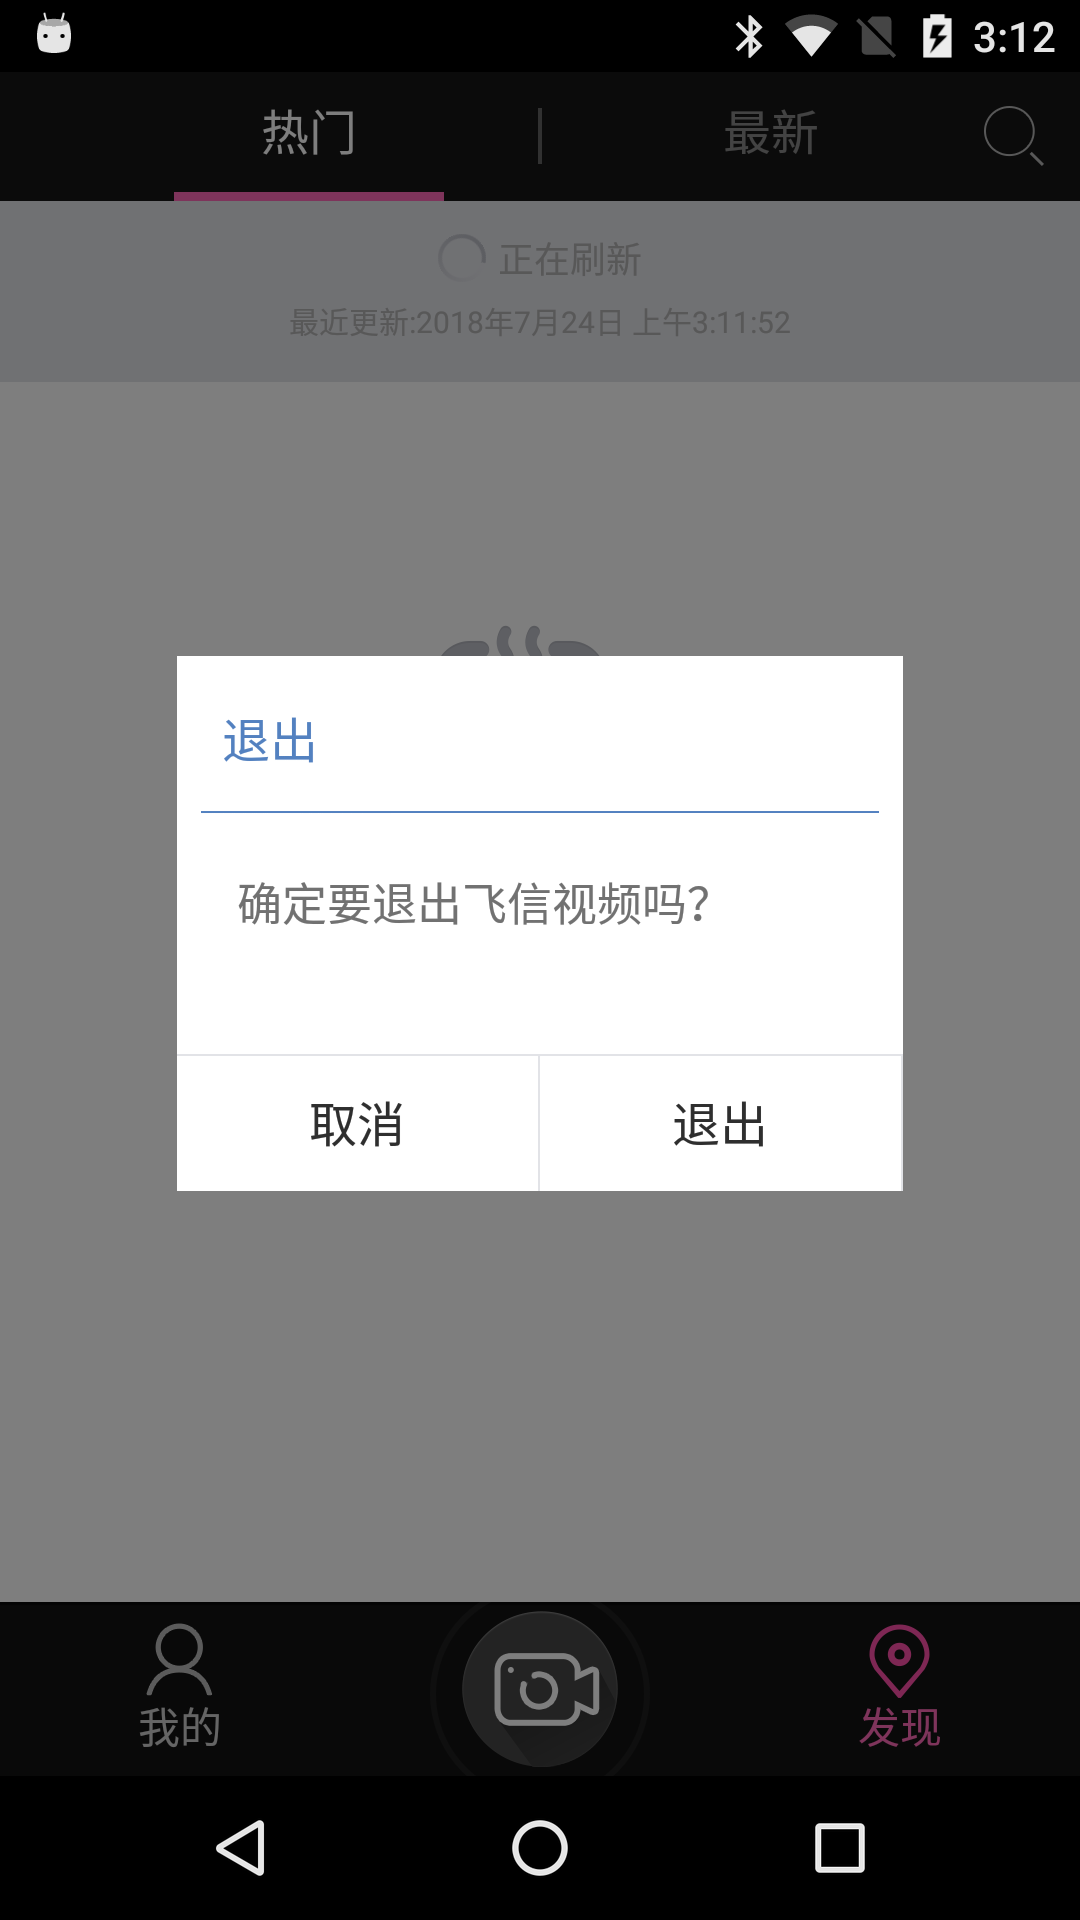 3:12
热门
最新
正在刷新
最近更新:2018年7月24日 上午3:11:52
退出
确定要退出飞信视频吗？
取消
退出
我的
发现